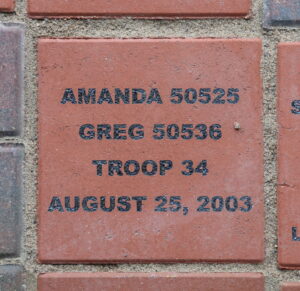 AMANDA 50525
GREG 50536
TROOP 34
AUGUST 25, 2003